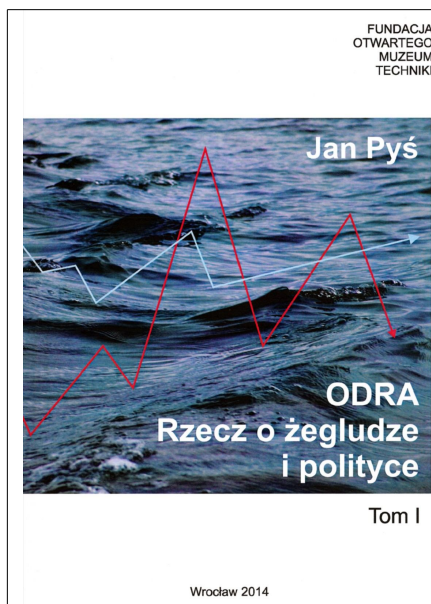 FUNDACJA
OTWARTEGO
MUZEUM
TECHNIKI
Jan Pyś
ODRA
Rzecz o żegludze
i polityce
Tom I
Wrocław 2014